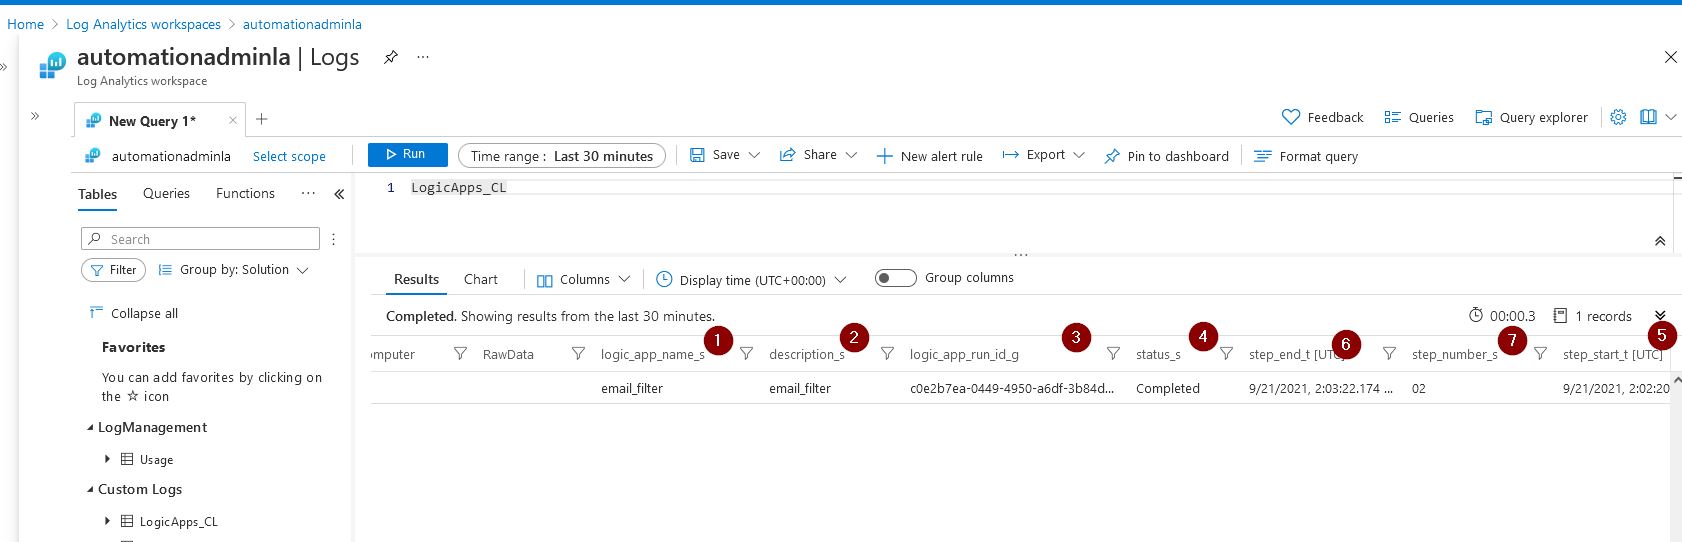 Home > Log Analytics workspaces > automationadminla
automationadminla | Logs
Log Analytics workspace
New Query 1*
Feedback Queries Query explorer
automationadminla Select scope Run Time range : Last 30 minutes Save Share New alert rule Export Pin to dashboard Format query
Tables Queries Functions
1 LogicApps_CL
Search
Filter Group by: Solution
Results Chart Columns Display time (UTC+00:00) Group columns
Collapse all
Completed. Showing results from the last 30 minutes. 00:00.3 1 records
1 2 3 4 6 7 5
Favorites
RawData logic_app_name_s description_s logic_app_run_id_g status_s step_end_t [UTC] step_number_s step_start_t [UTC]
You can add favorites by clicking on
the ☆ icon
email_filter email_filter c0e2b7ea-0449-4950-a6df-3b84d... Completed 9/21/2021, 2:03:22.174 ... 02 9/21/2021, 2:02:20
LogManagement
Usage
Custom Logs
LogicApps_CL